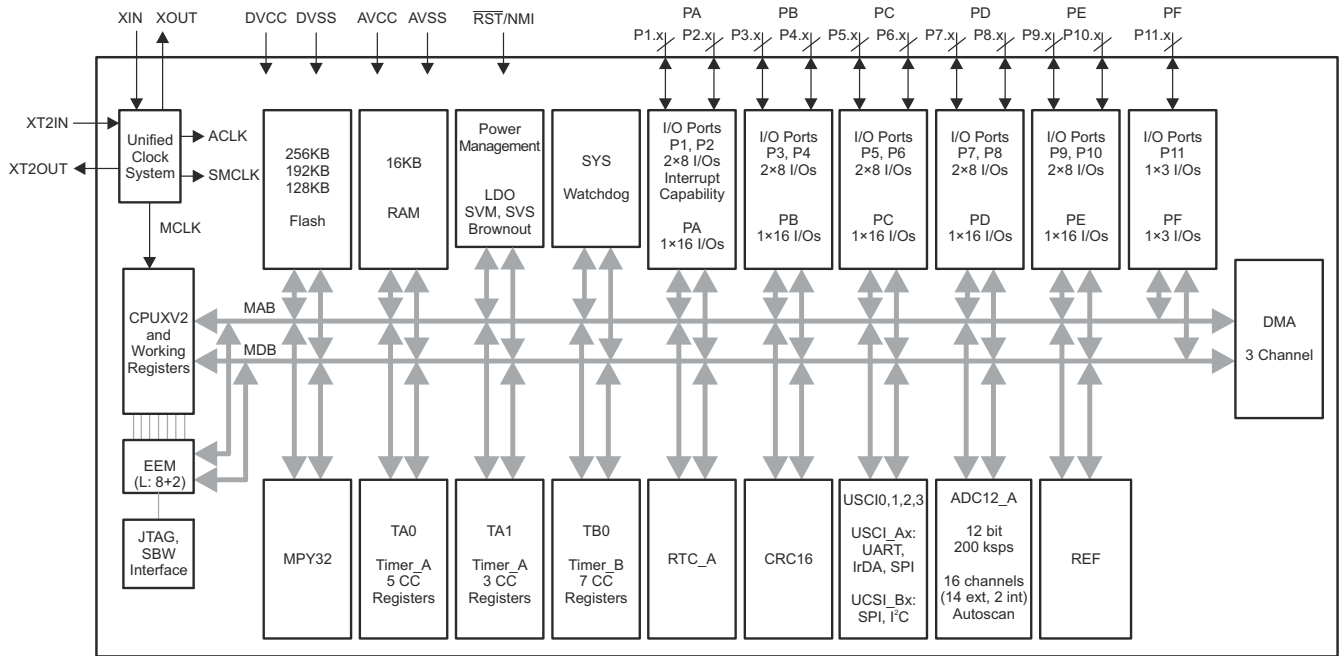 XIN XOUT DVCC DVSS AVCC AVSS RST/NMI PA PB PC PD PE PF
P1.x P2.x P3.x P4.x P5.x P6.x P7.x P8.x P9.x P10.x P11.x
XT2IN
XT2OUT
Unified
Clock
System
ACLK
SMCLK
MCLK
256KB
192KB
128KB
Flash
16KB
RAM
Power
Management
LDO
SVM, SVS
Brownout
SYS
Watchdog
I/O Ports
P1, P2
2×8 I/Os
Interrupt
Capability
PA
1×16 I/Os
I/O Ports
P3, P4
2×8 I/Os
PB
1×16 I/Os
I/O Ports
P5, P6
2×8 I/Os
PC
1×16 I/Os
I/O Ports
P7, P8
2×8 I/Os
PD
1×16 I/Os
I/O Ports
P9, P10
2×8 I/Os
PE
1×16 I/Os
I/O Ports
P11
1×3 I/Os
PF
1×3 I/Os
CPUXV2
and
Working
Registers
MAB
MDB
DMA
3 Channel
EEM
(L: 8+2)
JTAG,
SBW
Interface
MPY32
TA0
Timer_A
5 CC
Registers
TA1
Timer_A
3 CC
Registers
TB0
Timer_B
7 CC
Registers
RTC_A
CRC16
USCI0,1,2,3
USCI_Ax:
UART,
IrDA, SPI
UCSI_Bx:
SPI, I²C
ADC12_A
12 bit
200 ksps
16 channels
(14 ext, 2 int)
Autoscan
REF